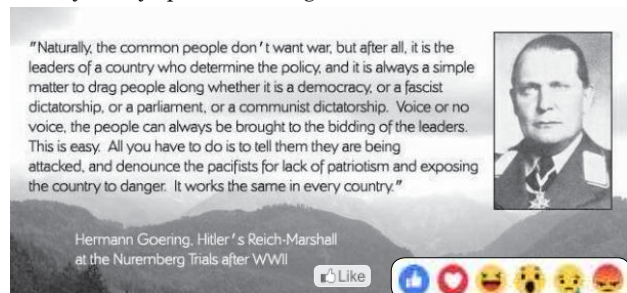 "Naturally, the common people don't want war, but after all, it is the
leaders of a country who determine the policy, and it is always a simple
matter to drag people along whether it is a democracy, or a fascist
dictatorship, or a parliament, or a communist dictatorship. Voice or no
voice, the people can always be brought to the bidding of the leaders.
This is easy. All you have to do is to tell them they are being
attacked, and denounce the pacifists for lack of patriotism and exposing
the country to danger. It works the same in every country."
Hermann Goering, Hitler's Reich-Marshall
at the Nuremberg Trials after WWII
Like